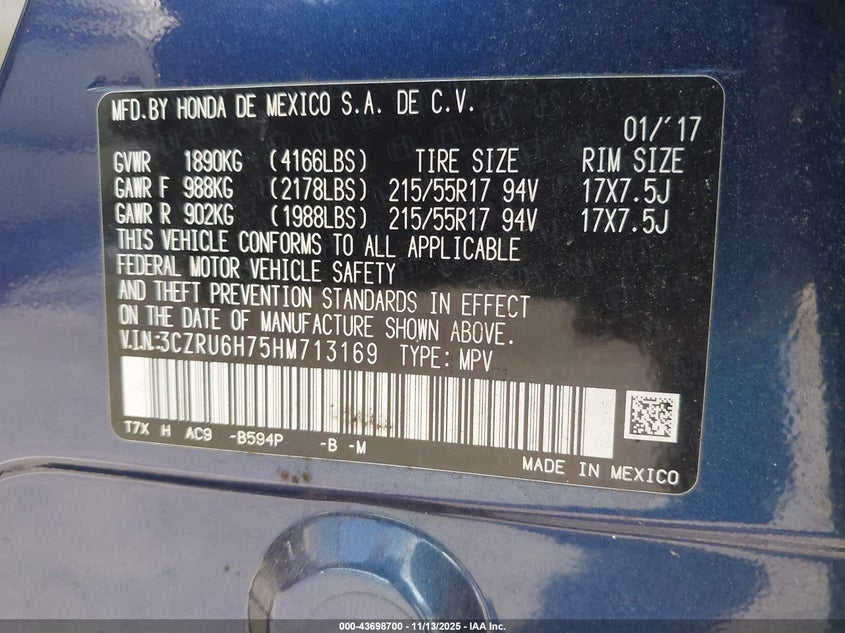 MFD.BY HONDA DE MEXICO S.A. DE C.V.
01/'17
GVWR 1890KG (4166LBS) TIRE SIZE RIM SIZE
GAWR F 988KG (2178LBS) 215/55R17 94V 17X7.5J
GAWR R 902KG (1988LBS) 215/55R17 94V 17X7.5J
THIS VEHICLE CONFORMS TO ALL APPLICABLE
FEDERAL MOTOR VEHICLE SAFETY
AND THEFT PREVENTION STANDARDS IN EFFECT
ON THE DATE OF MANUFACTURE SHOWN ABOVE.
V.I.N.:3CZRU6H75HM713169 TYPE: MPV
T7X H AC9 -B594P -B -M
MADE IN MEXICO
000-43698700 - 11/13/2025 - IAA Inc.